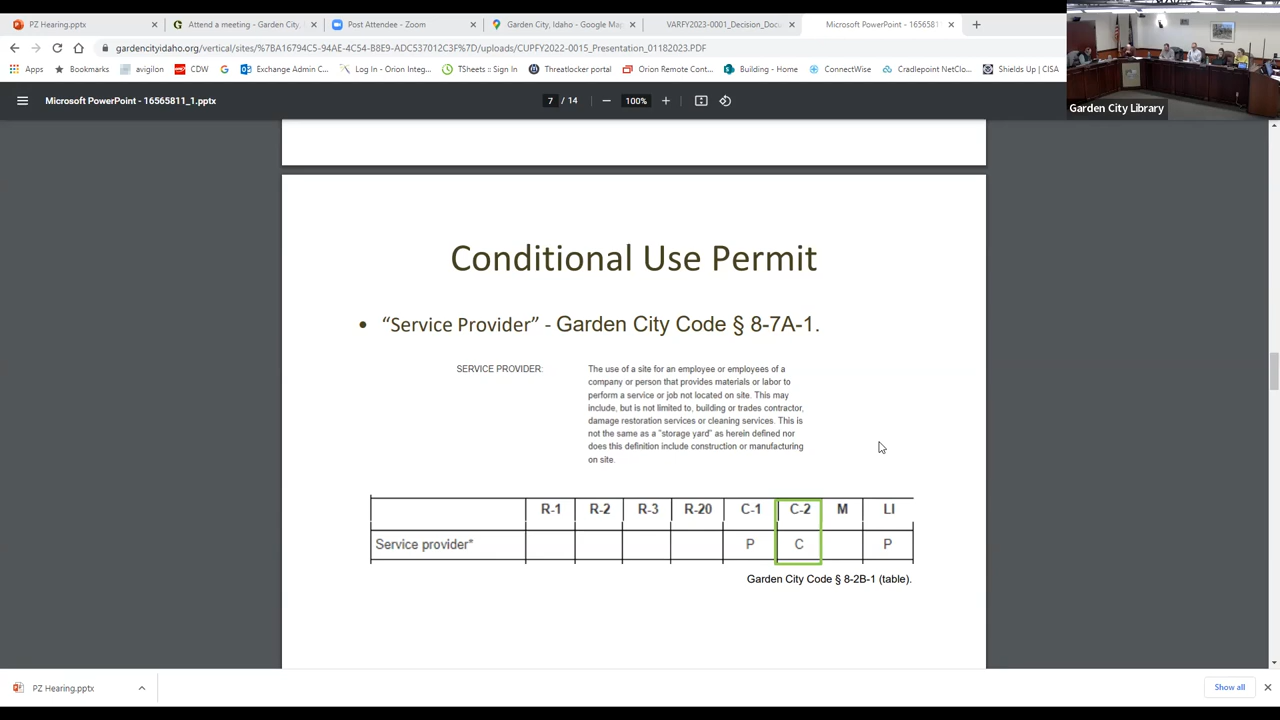 PZ Hearing.pptx
Attend a meeting - Garden City,
Post Attendee - Zoom
Garden City, Idaho - Google Map
VARFY2023-0001_Decision_Docu
Microsoft PowerPoint - 1656581
gardencityidaho.org/vertical/sites/%7BA16794C5-94AE-4C54-B8E9-ADC537012C3F%7D/uploads/CUPFY2022-0015_Presentation_01182023.PDF
Apps
Bookmarks
avigilon
CDW
Exchange Admin C...
Log In - Orion Integ...
TSheets :: Sign In
Threatlocker portal
Orion Remote Cont...
Building - Home
ConnectWise
Cradlepoint NetClo...
Shields Up | CISA
Garden City Library
Microsoft PowerPoint - 16565811_1.pptx
7 / 14
100%
Conditional Use Permit
• “Service Provider” - Garden City Code § 8-7A-1.
SERVICE PROVIDER:
The use of a site for an employee or employees of a
company or person that provides materials or labor to
perform a service or job not located on site. This may
include, but is not limited to, building or trades contractor,
damage restoration services or cleaning services. This is
not the same as a "storage yard" as herein defined nor
does this definition include construction or manufacturing
on site.
R-1 R-2 R-3 R-20 C-1 C-2 M LI
Service provider* P C P
Garden City Code § 8-2B-1 (table).
PZ Hearing.pptx
Show all